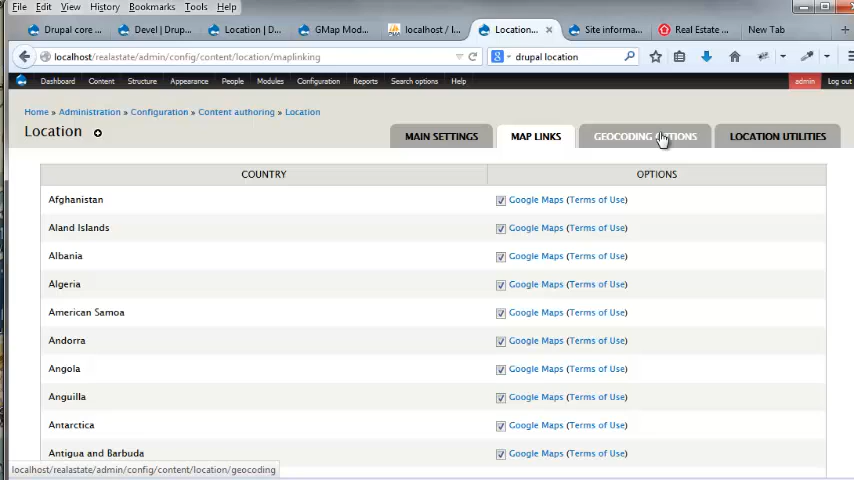 File Edit View History Bookmarks Tools Help
Drupal core ... Devel | Drup... Location | D... GMap Mod... localhost / l... Location... Site informa... Real Estate ... New Tab
localhost/realastate/admin/config/content/location/maplinking drupal location
Dashboard Content Structure Appearance People Modules Configuration Reports Search options Help admin Log out
Home » Administration » Configuration » Content authoring » Location
Location MAIN SETTINGS MAP LINKS GEOCODING OPTIONS LOCATION UTILITIES
COUNTRY OPTIONS
Afghanistan Google Maps (Terms of Use)
Aland Islands Google Maps (Terms of Use)
Albania Google Maps (Terms of Use)
Algeria Google Maps (Terms of Use)
American Samoa Google Maps (Terms of Use)
Andorra Google Maps (Terms of Use)
Angola Google Maps (Terms of Use)
Anguilla Google Maps (Terms of Use)
Antarctica Google Maps (Terms of Use)
Antigua and Barbuda Google Maps (Terms of Use)
localhost/realastate/admin/config/content/location/geocoding